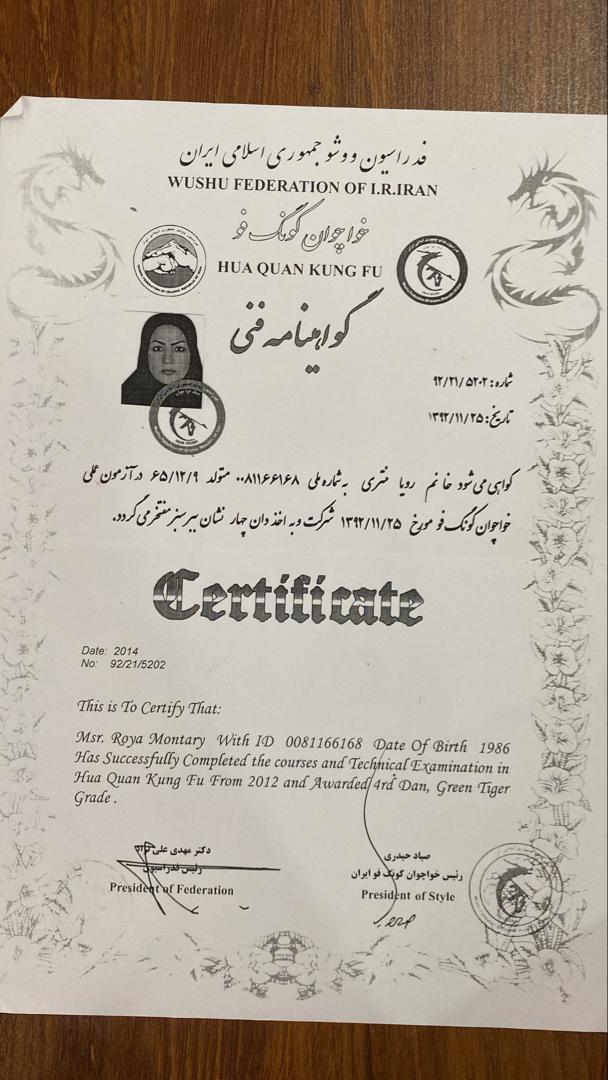 فدراسیون ووشو جمهوری اسلامی ایران
WUSHU FEDERATION OF I.R.IRAN
خواچوان کونگ فو
HUA QUAN KUNG FU
گواهینامه فنی
شماره: ۹۲/۲۱/۵۲۰۲
تاریخ: ۱۳۹۲/۱۱/۲۵
گواهی می شود خانم رویا منتری به شماره ملی ۰۰۸۱۱۶۶۱۶۸ متولد ۶۵/۱۲/۹ در آزمون عملی
خواچوان کونگ فو مورخ ۱۳۹۲/۱۱/۲۵ شرکت و به اخذ دان چهار نشان ببر سبز مفتخر می گردد.
Certificate
Date: 2014
No: 92/21/5202
This is To Certify That:
Msr. Roya Montary With ID 0081166168 Date Of Birth 1986
Has Successfully Completed the courses and Technical Examination in
Hua Quan Kung Fu From 2012 and Awarded 4rd Dan, Green Tiger
Grade .
دکتر مهدی علی نژاد
رئیس فدراسیون
President of Federation
صیاد حیدری
رئیس خواچوان کونگ فو ایران
President of Style